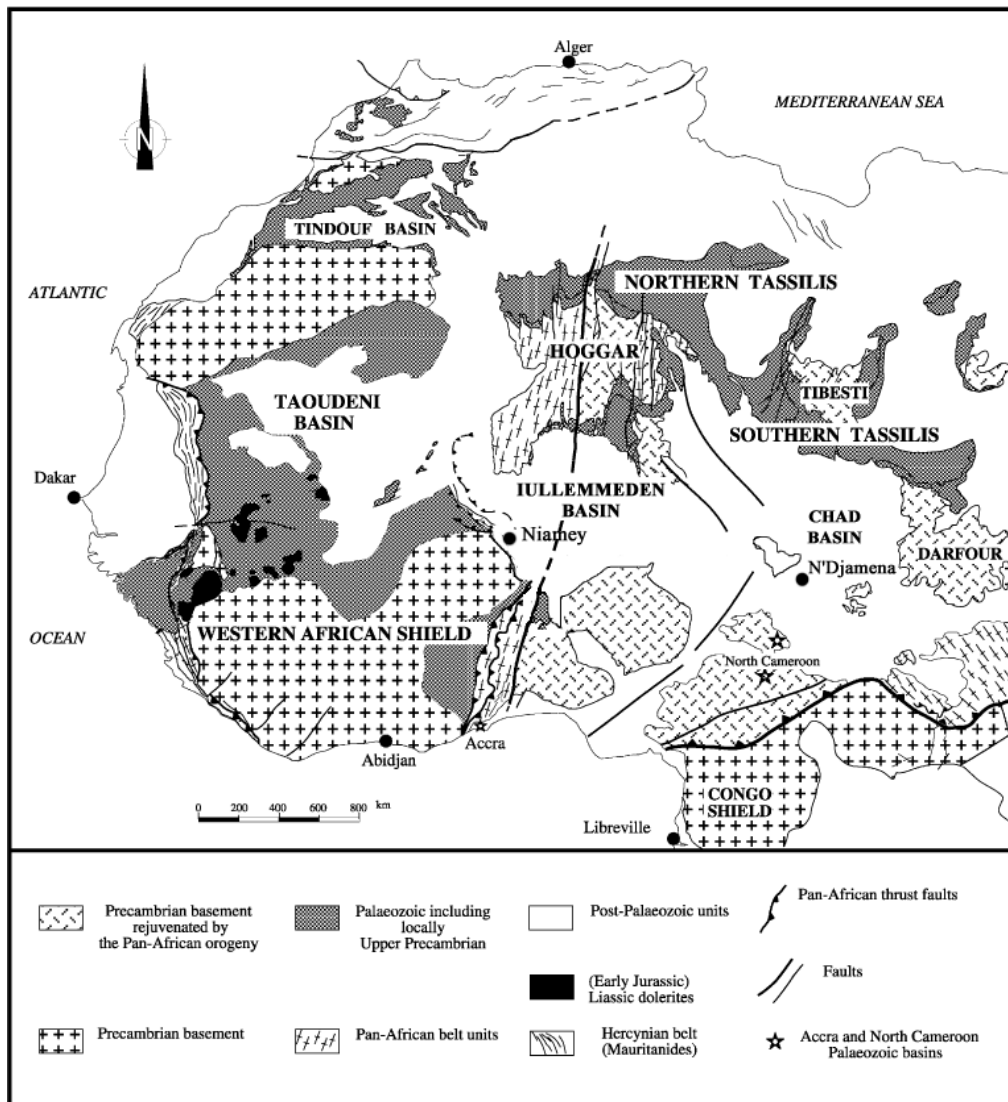 Alger
MEDITERRANEAN SEA
N
TINDOUF BASIN
ATLANTIC
NORTHERN TASSILIS
HOGGAR
TIBESTI
TAOUDENI
BASIN
SOUTHERN TASSILIS
Dakar
IULLEMMEDEN
BASIN
CHAD
BASIN
Niamey
DARFOUR
N'Djamena
OCEAN
WESTERN AFRICAN SHIELD
North Cameroon
Accra
Abidjan
CONGO
SHIELD
0 200 400 600 800 km
Libreville
Precambrian basement
rejuvenated by
the Pan-African orogeny
Palaeozoic including
locally
Upper Precambrian
Post-Palaeozoic units
Pan-African thrust faults
(Early Jurassic)
Liassic dolerites
Faults
Precambrian basement
Pan-African belt units
Hercynian belt
(Mauritanides)
Accra and North Cameroon
Palaeozoic basins